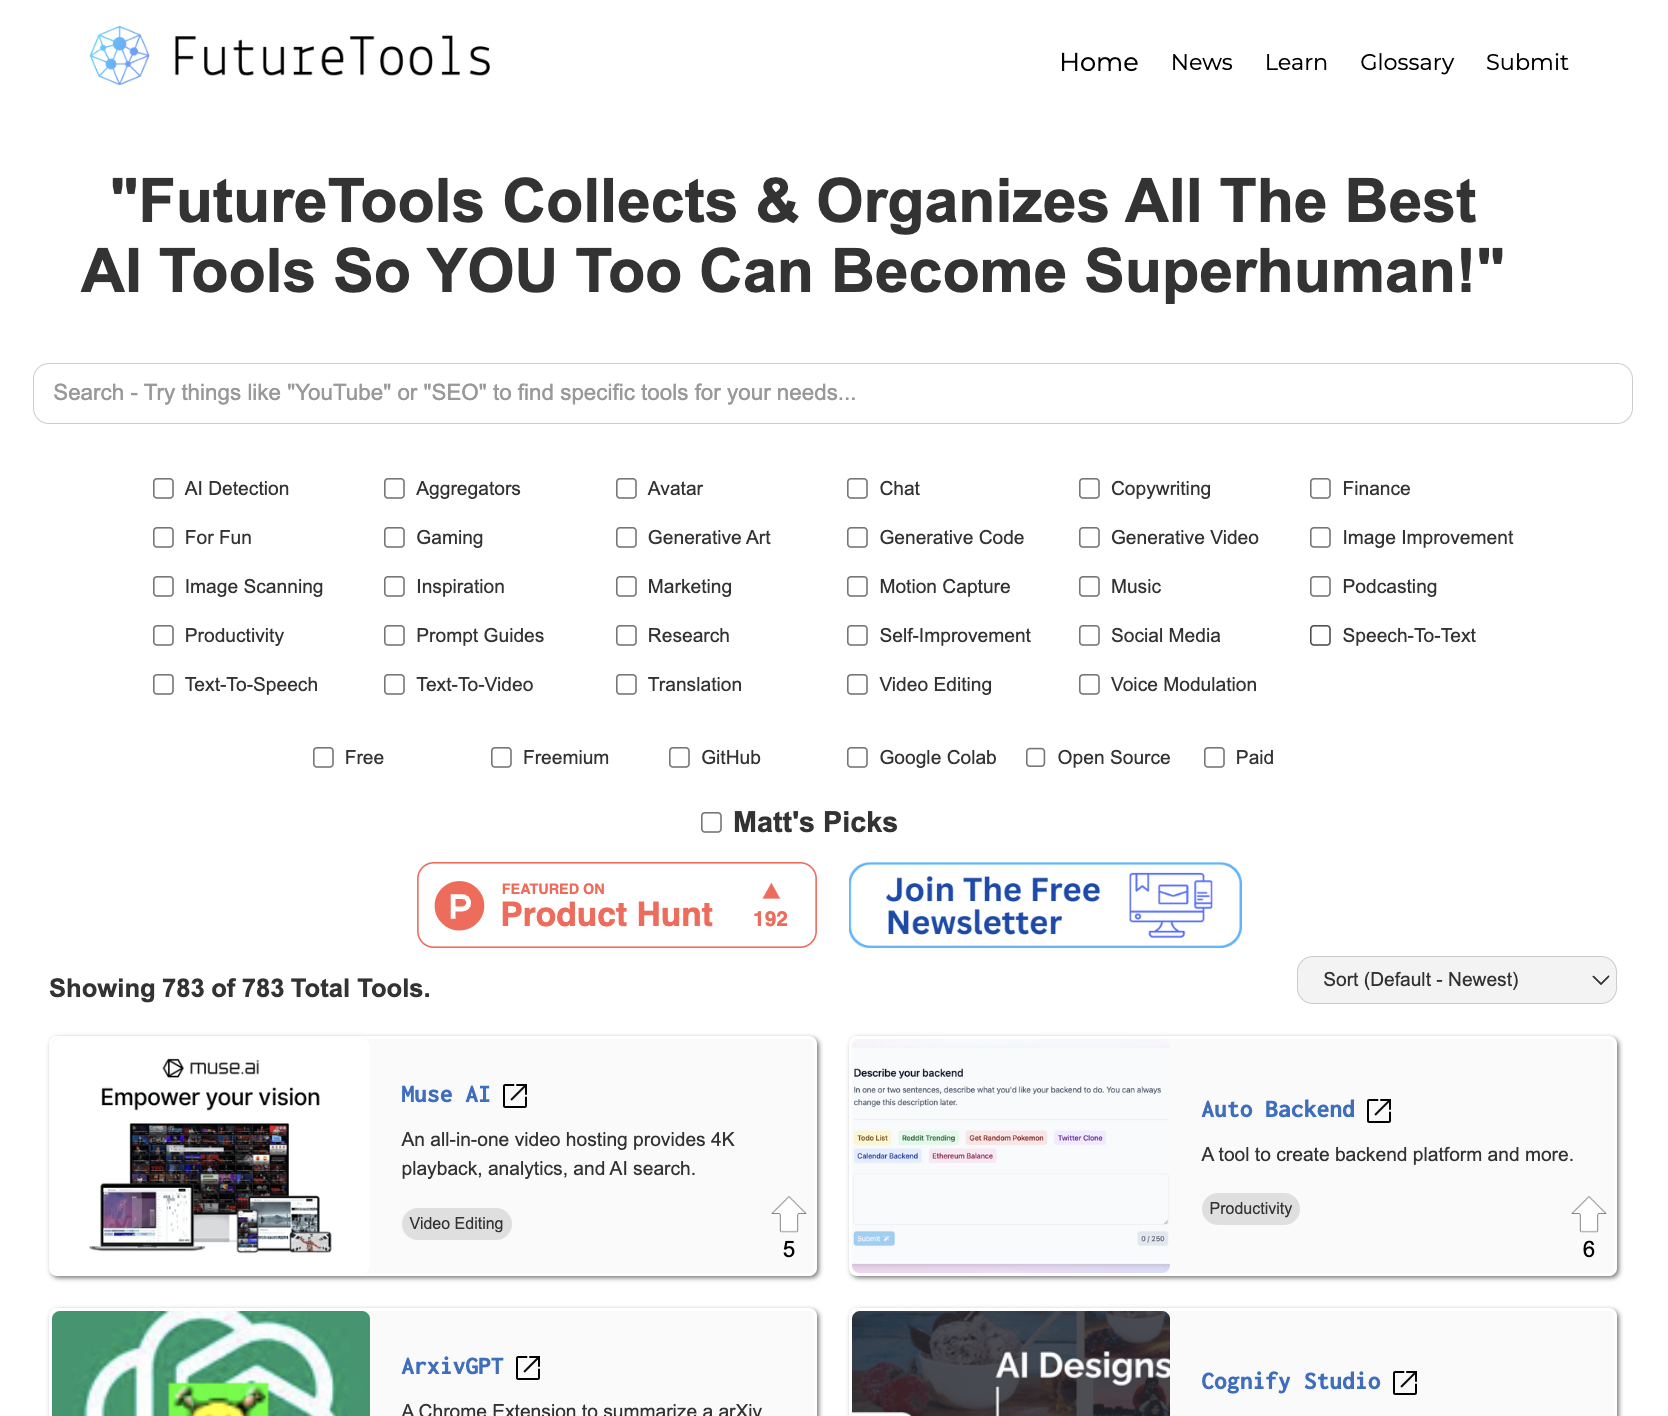 FutureTools
Home News Learn Glossary Submit
"FutureTools Collects & Organizes All The Best
AI Tools So YOU Too Can Become Superhuman!"
Search - Try things like "YouTube" or "SEO" to find specific tools for your needs...
AI Detection Aggregators Avatar Chat Copywriting Finance
For Fun Gaming Generative Art Generative Code Generative Video Image Improvement
Image Scanning Inspiration Marketing Motion Capture Music Podcasting
Productivity Prompt Guides Research Self-Improvement Social Media Speech-To-Text
Text-To-Speech Text-To-Video Translation Video Editing Voice Modulation
Free Freemium GitHub Google Colab Open Source Paid
Matt's Picks
P
FEATURED ON
Product Hunt
192
Join The Free
Newsletter
Showing 783 of 783 Total Tools.
Sort (Default - Newest)
muse.ai
Empower your vision
Muse AI
An all-in-one video hosting provides 4K
playback, analytics, and AI search.
Video Editing
5
Describe your backend
In one or two sentences, describe what you'd like your backend to do. You can always
change this description later.
Todo List Reddit Trending Get Random Pokemon Twitter Clone
Calendar Backend Ethereum Balance
Submit
0 / 250
Auto Backend
A tool to create backend platform and more.
Productivity
6
ArxivGPT
A Chrome Extension to summarize a arXiv
AI Designs
Cognify Studio